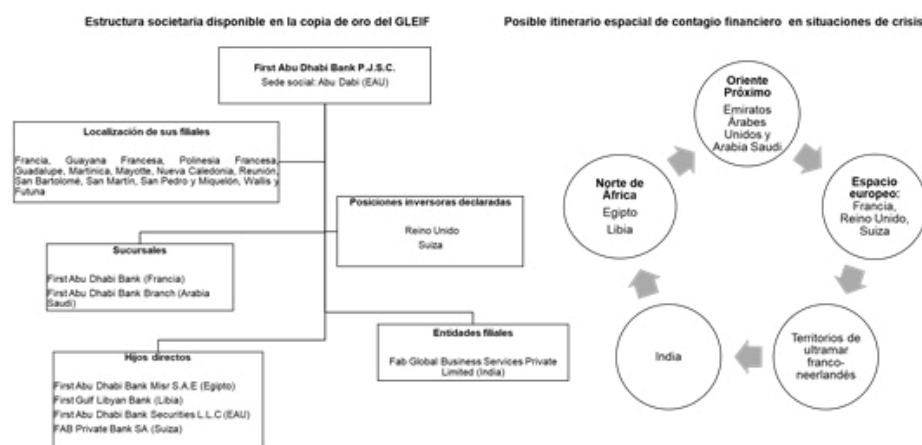 Estructura societaria disponible en la copia de oro del GLEIF
First Abu Dhabi Bank P.J.S.C.
Sede social: Abu Dabi (EAU)
Localización de sus filiales
Francia, Guayana Francesa, Polinesia Francesa,
Guadalupe, Martinica, Mayotte, Nueva Caledonia, Reunión,
San Bartolomé, San Martín, San Pedro y Miquelón, Wallis y
Futuna
Posiciones inversoras declaradas
Reino Unido
Suiza
Sucursales
First Abu Dhabi Bank (Francia)
First Abu Dhabi Bank Branch (Arabia
Saudí)
Entidades filiales
Fab Global Business Services Private
Limited (India)
Hijos directos
First Abu Dhabi Bank Misr S.A.E (Egipto)
First Gulf Libyan Bank (Libia)
First Abu Dhabi Bank Securities L.L.C (EAU)
FAB Private Bank SA (Suiza)
Posible itinerario espacial de contagio financiero en situaciones de crisis
Oriente
Próximo
Emiratos
Árabes
Unidos y
Arabia Saudí
Espacio
europeo:
Francia,
Reino Unido,
Suiza
Territorios de
ultramar
franco-
neerlandés
India
Norte de
África
Egipto
Libia